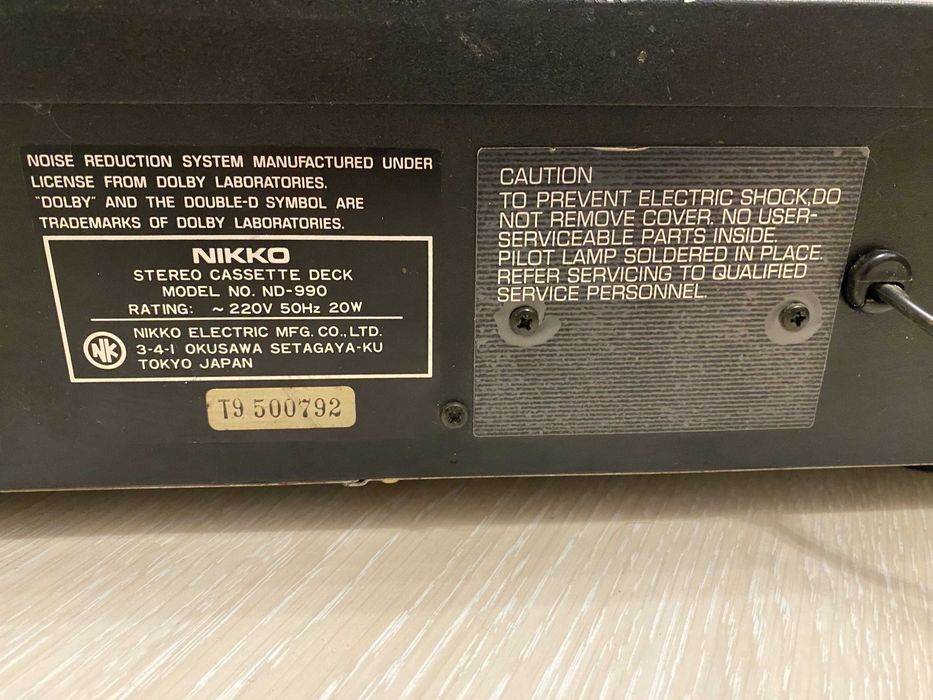 NOISE REDUCTION SYSTEM MANUFACTURED UNDER
LICENSE FROM DOLBY LABORATORIES.
"DOLBY" AND THE DOUBLE-D SYMBOL ARE
TRADEMARKS OF DOLBY LABORATORIES.
NIKKO
STEREO CASSETTE DECK
MODEL NO. ND-990
RATING: ~ 220V 50Hz 20W
NK
NIKKO ELECTRIC MFG. CO., LTD.
3-4-1 OKUSAWA SETAGAYA-KU
TOKYO JAPAN
T9 500792
CAUTION
TO PREVENT ELECTRIC SHOCK,DO
NOT REMOVE COVER. NO USER-
SERVICEABLE PARTS INSIDE.
PILOT LAMP SOLDERED IN PLACE.
REFER SERVICING TO QUALIFIED
SERVICE PERSONNEL.